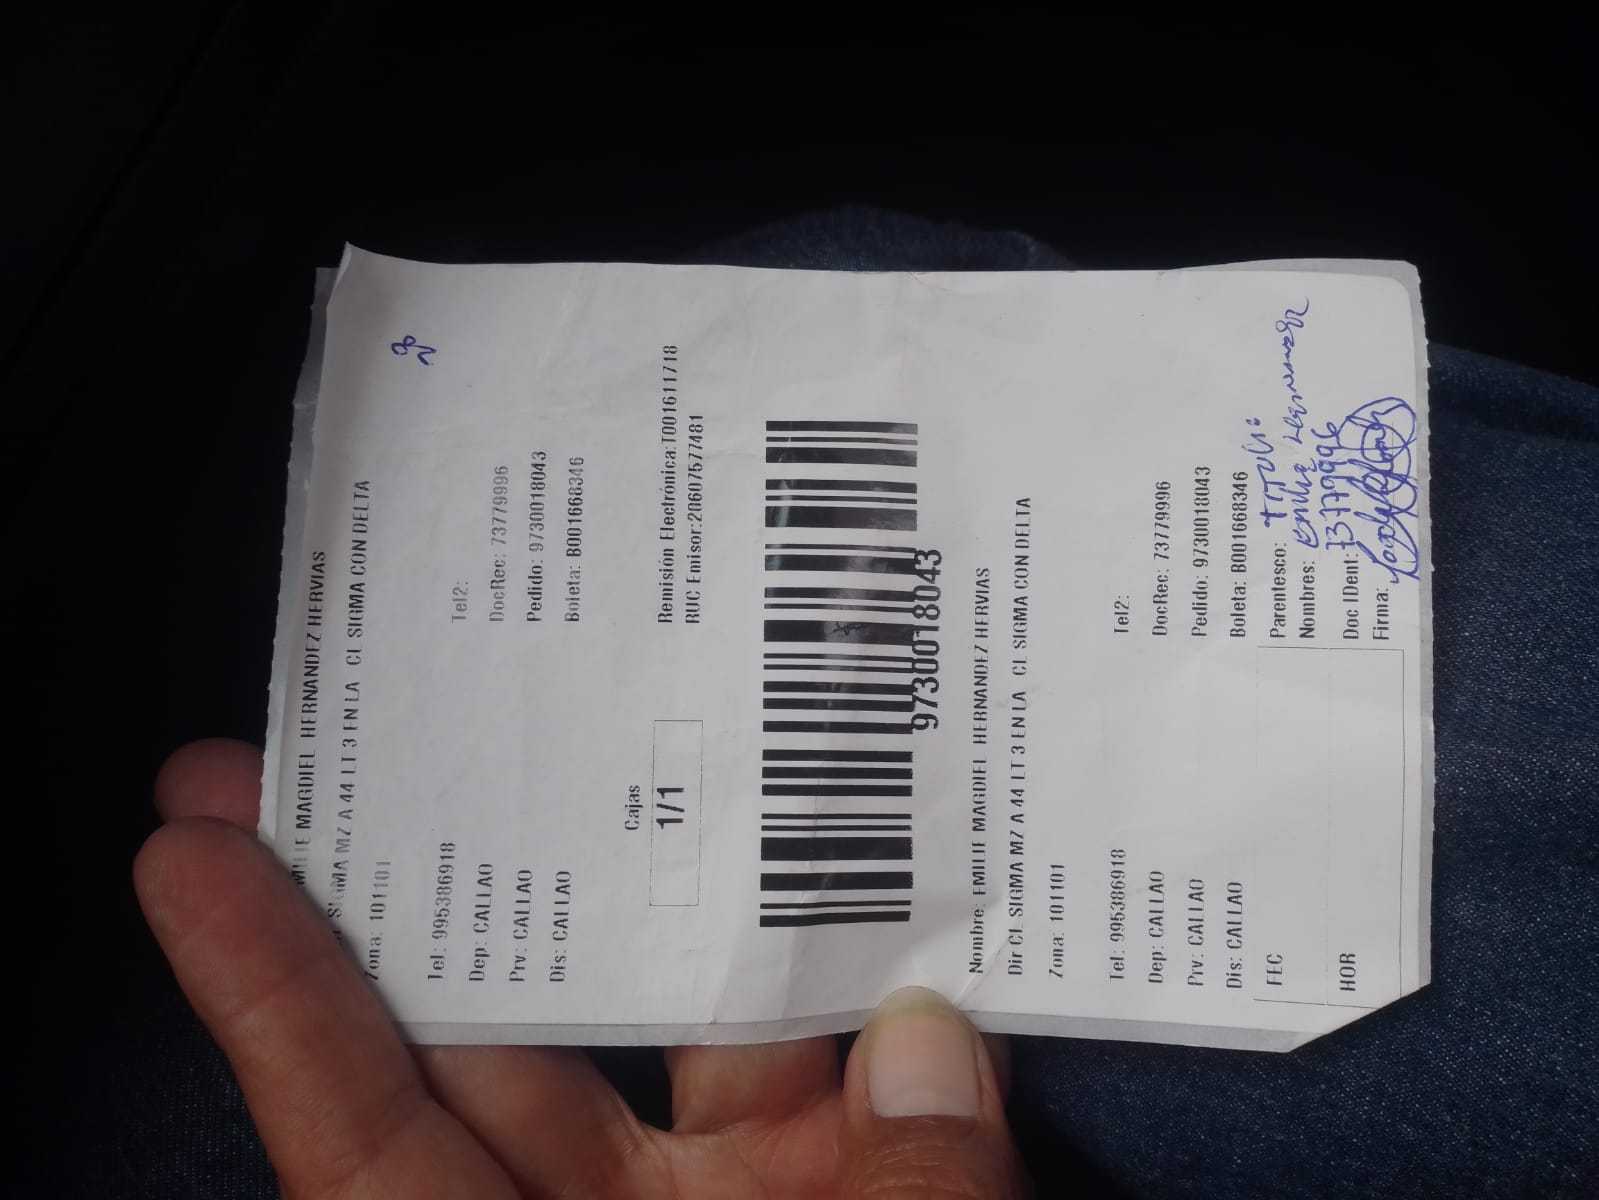 MILIE MAGDIEL HERNANDEZ HERVIAS
SIGMA MZ A 44 LT 3 EN LA CL SIGMA CON DELTA
Zona: 101101
Tel: 995386918 Tel2:
Dep: CALLAO DocRec: 73779996
Prv: CALLAO Pedido: 9730018043
Dis: CALLAO Boleta: B001668346
Cajas
1/1
Remisión Electrónica:T001611718
RUC Emisor:20607577481
9730018043
Nombre: EMILIE MAGDIEL HERNANDEZ HERVIAS
Dir CL SIGMA MZ A 44 LT 3 EN LA CL SIGMA CON DELTA
Zona: 101101
Tel: 995386918 Tel2:
Dep: CALLAO DocRec: 73779996
Prv: CALLAO Pedido: 9730018043
Dis: CALLAO Boleta: B001668346
FEC Parentesco:
Nombres: Emilie Hernandez
HOR Doc IDent: 73779996
Firma: